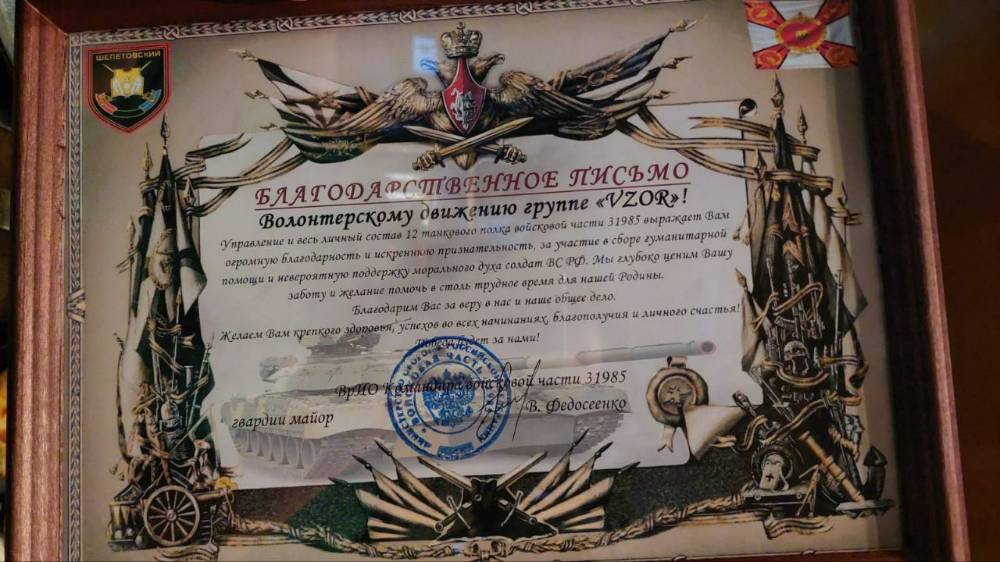 ШЕПЕТОВСКИЙ
БЛАГОДАРСТВЕННОЕ ПИСЬМО
Волонтерскому движению группе «VZOR»!
Управление и весь личный состав 12 танкового полка войсковой части 31985 выражает Вам
огромную благодарность и искреннюю признательность, за участие в сборе гуманитарной
помощи и невероятную поддержку морального духа солдат ВС РФ. Мы глубоко ценим Вашу
заботу и желание помочь в столь трудное время для нашей Родины.
Благодарим Вас за веру в нас и наше общее дело.
Желаем Вам крепкого здоровья, успехов во всех начинаниях, благополучия и личного счастья!
будет за нами!
ВрИО Командира войсковой части 31985
гвардии майор
В. Федосеенко